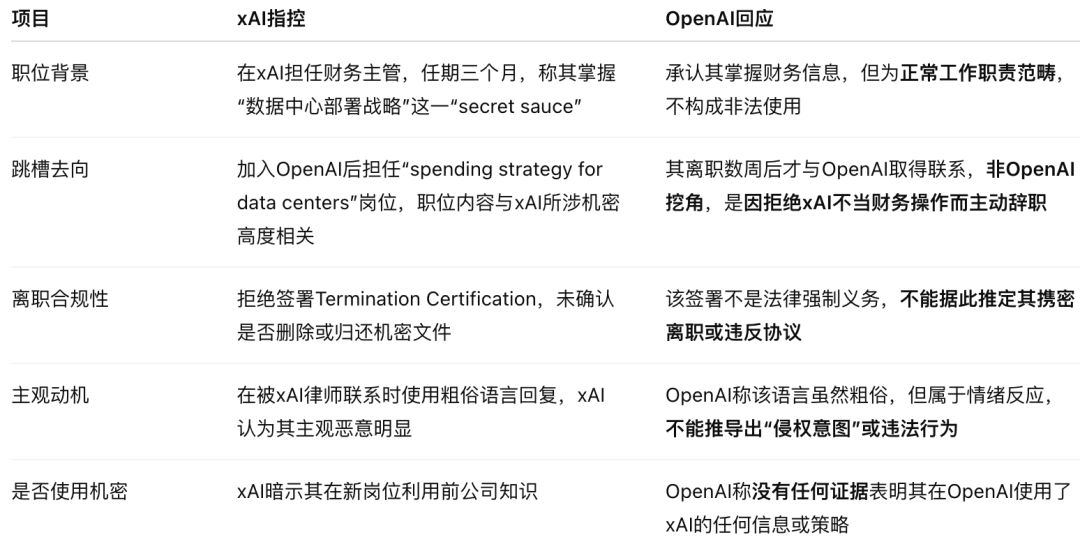 项目 xAI指控 OpenAI回应
职位背景 在xAI担任财务主管，任期三个月，称其掌握 承认其掌握财务信息，但为正常工作职责范畴，
“数据中心部署战略”这一“secret sauce” 不构成非法使用
跳槽去向 加入OpenAI后担任“spending strategy for 其离职数周后才与OpenAI取得联系，非OpenAI
data centers”岗位，职位内容与xAI所涉机密 挖角，是因拒绝xAI不当财务操作而主动辞职
高度相关
离职合规性 拒绝签署Termination Certification，未确认 该签署不是法律强制义务，不能据此推定其携密
是否删除或归还机密文件 离职或违反协议
主观动机 在被xAI律师联系时使用粗俗语言回复，xAI OpenAI称该语言虽然粗俗，但属于情绪反应，
认为其主观恶意明显 不能推导出“侵权意图”或违法行为
是否使用机密 xAI暗示其在新岗位利用前公司知识 OpenAI称没有任何证据表明其在OpenAI使用了
xAI的任何信息或策略